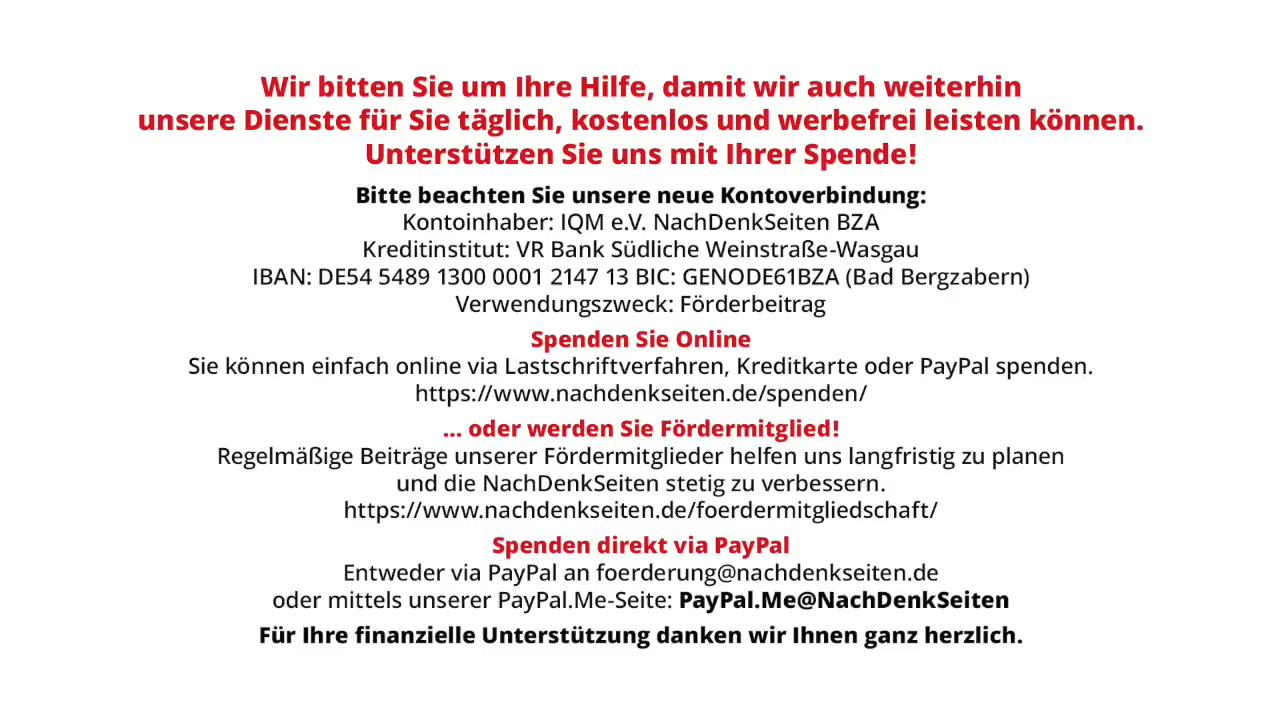 Wir bitten Sie um Ihre Hilfe, damit wir auch weiterhin
unsere Dienste für Sie täglich, kostenlos und werbefrei leisten können.
Unterstützen Sie uns mit Ihrer Spende!
Bitte beachten Sie unsere neue Kontoverbindung:
Kontoinhaber: IQM e.V. NachDenkSeiten BZA
Kreditinstitut: VR Bank Südliche Weinstraße-Wasgau
IBAN: DE54 5489 1300 0001 2147 13 BIC: GENODE61BZA (Bad Bergzabern)
Verwendungszweck: Förderbeitrag
Spenden Sie Online
Sie können einfach online via Lastschriftverfahren, Kreditkarte oder PayPal spenden.
https://www.nachdenkseiten.de/spenden/
... oder werden Sie Fördermitglied!
Regelmäßige Beiträge unserer Fördermitglieder helfen uns langfristig zu planen
und die NachDenkSeiten stetig zu verbessern.
https://www.nachdenkseiten.de/foerdermitgliedschaft/
Spenden direkt via PayPal
Entweder via PayPal an foerderung@nachdenkseiten.de
oder mittels unserer PayPal.Me-Seite: PayPal.Me@NachDenkSeiten
Für Ihre finanzielle Unterstützung danken wir Ihnen ganz herzlich.